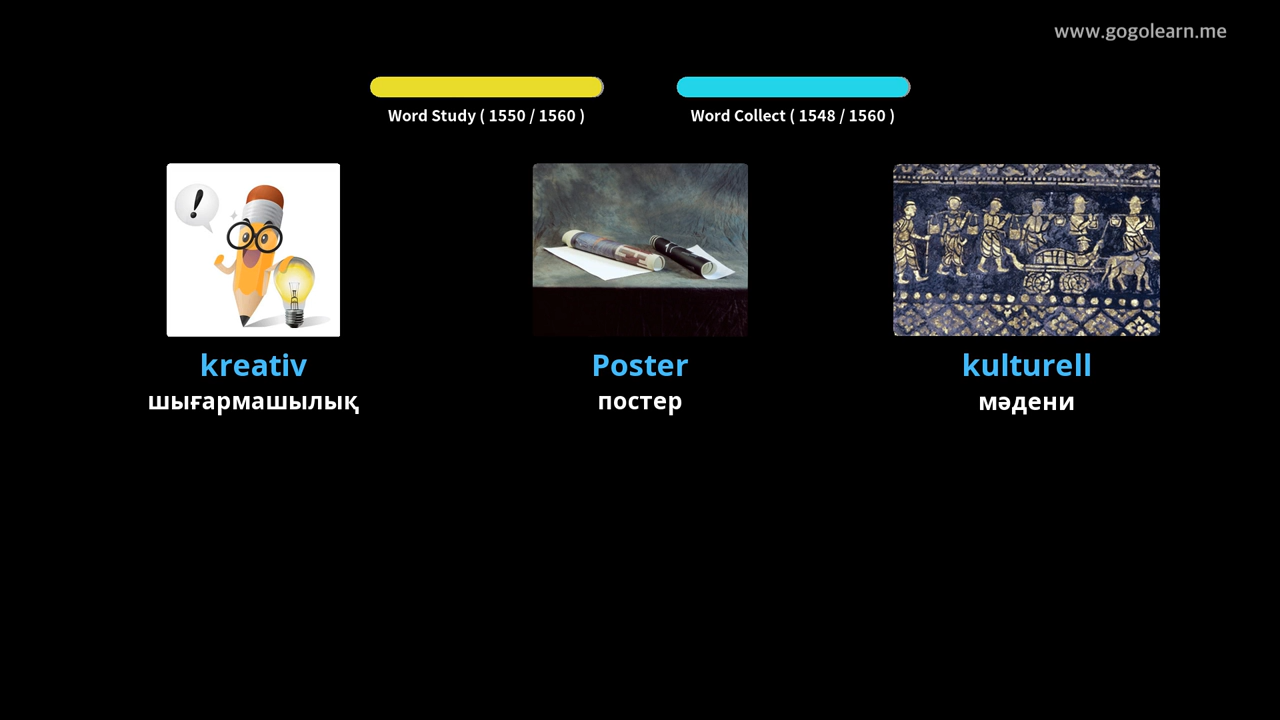 www.gogolearn.me
Word Study ( 1550 / 1560 )
Word Collect ( 1548 / 1560 )
!
kreativ
Poster
kulturell
шығармашылық
постер
мәдени